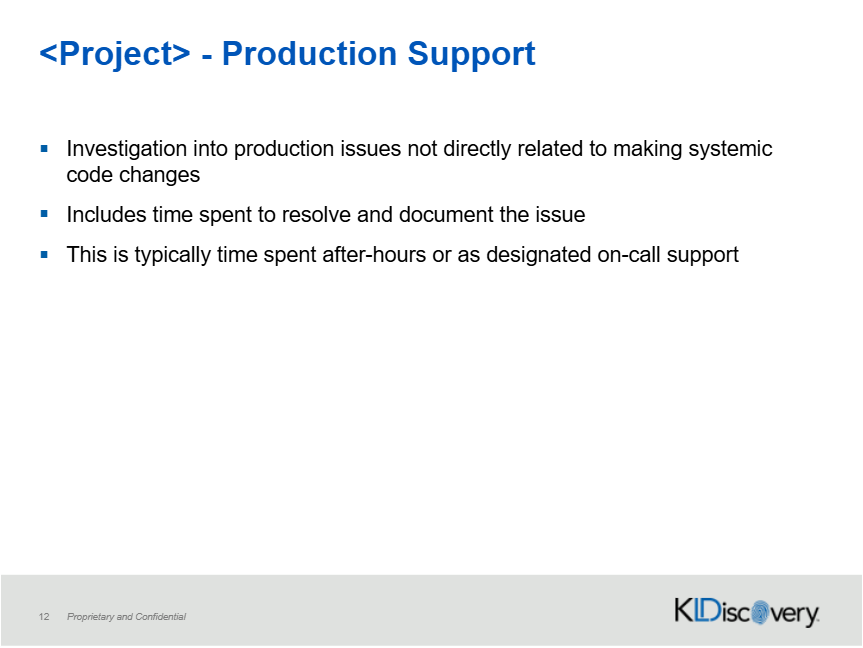 <Project> - Production Support
▪ Investigation into production issues not directly related to making systemic
code changes
▪ Includes time spent to resolve and document the issue
▪ This is typically time spent after-hours or as designated on-call support
12 Proprietary and Confidential
KLDiscovery